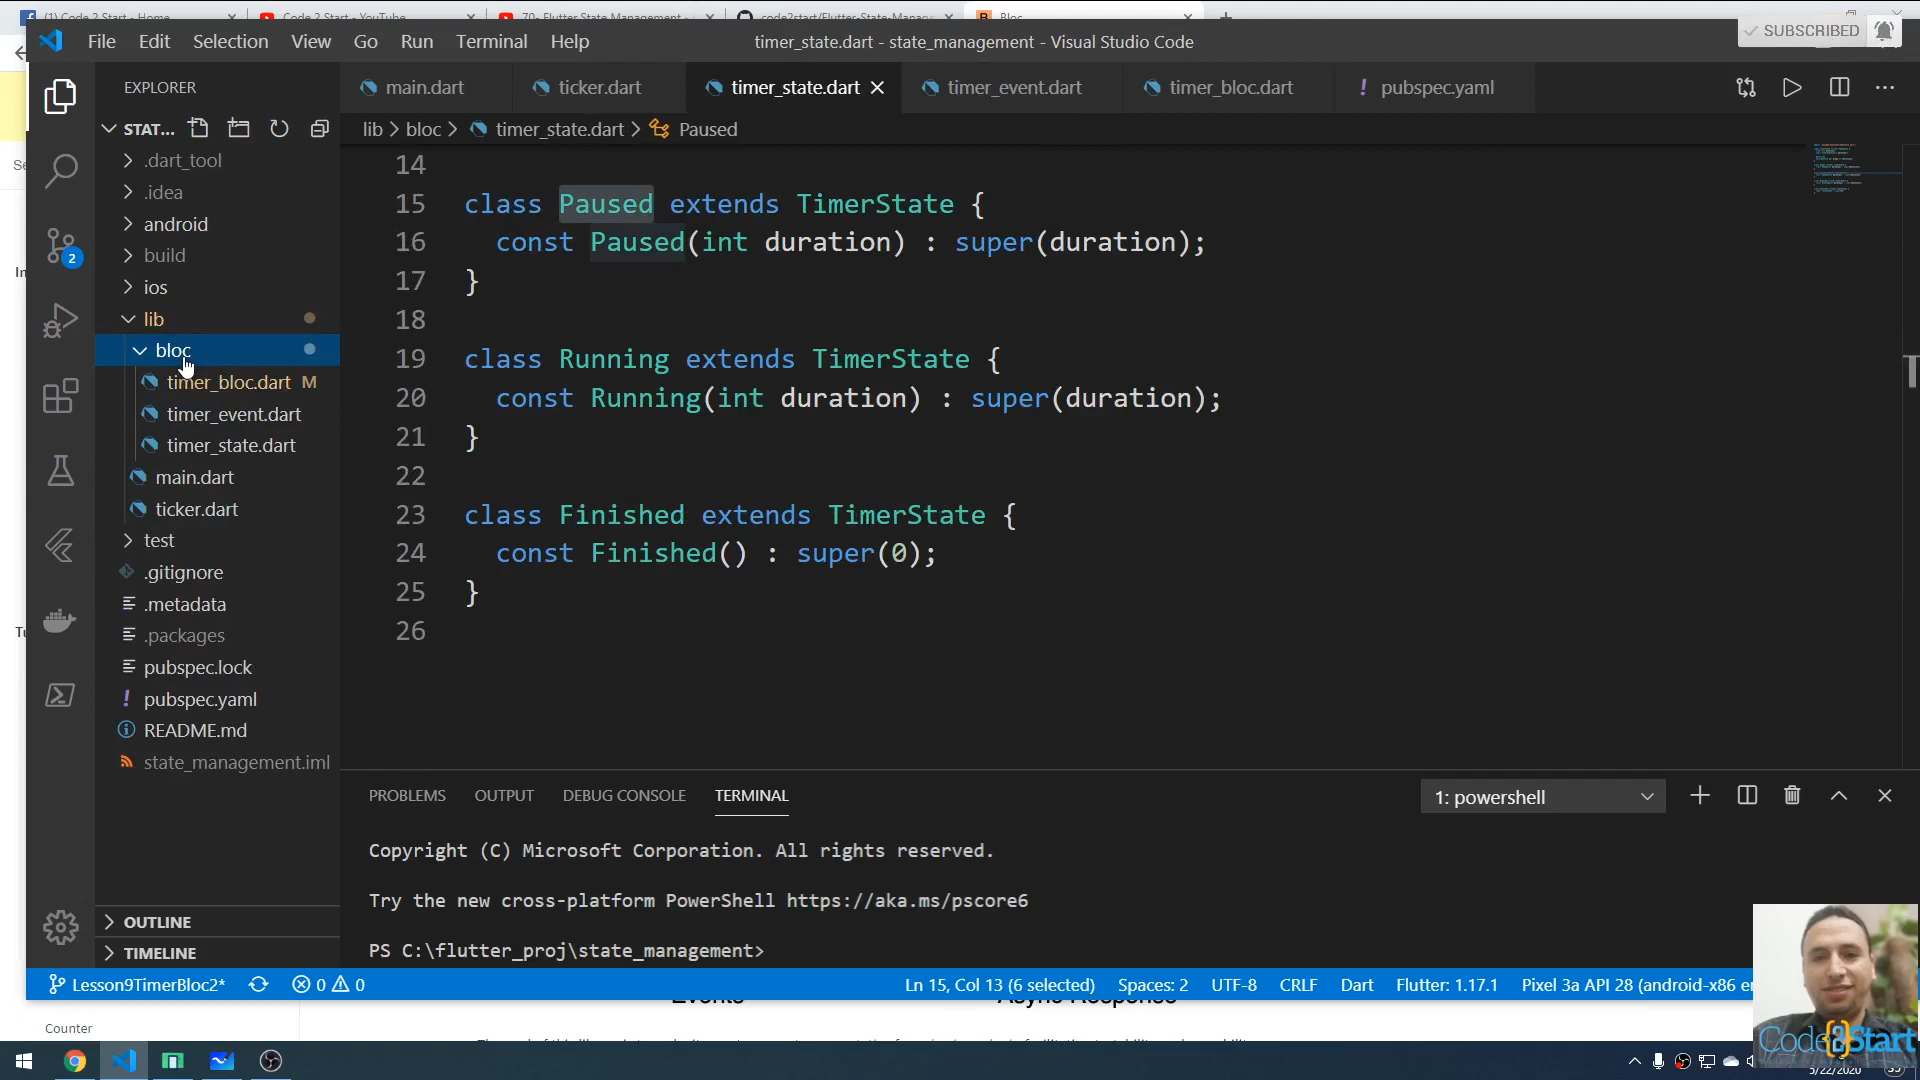 (1) Code 2 Start - Home
Code 2 Start - YouTube
70- Flutter State Management -
code2start/Flutter-State-Manage
Bloc
SUBSCRIBED
File Edit Selection View Go Run Terminal Help
timer_state.dart - state_management - Visual Studio Code
EXPLORER
main.dart
ticker.dart
timer_state.dart
timer_event.dart
timer_bloc.dart
! pubspec.yaml
STAT...
lib > bloc > timer_state.dart > Paused
.dart_tool
.idea
android
build
ios
lib
bloc
timer_bloc.dart M
timer_event.dart
timer_state.dart
main.dart
ticker.dart
test
.gitignore
.metadata
.packages
pubspec.lock
! pubspec.yaml
README.md
state_management.iml
OUTLINE
TIMELINE
2
14
15 class Paused extends TimerState {
16 const Paused(int duration) : super(duration);
17 }
18
19 class Running extends TimerState {
20 const Running(int duration) : super(duration);
21 }
22
23 class Finished extends TimerState {
24 const Finished() : super(0);
25 }
26
PROBLEMS OUTPUT DEBUG CONSOLE TERMINAL
1: powershell
Copyright (C) Microsoft Corporation. All rights reserved.
Try the new cross-platform PowerShell https://aka.ms/pscore6
PS C:\flutter_proj\state_management>
Lesson9TimerBloc2* 0 0 Ln 15, Col 13 (6 selected) Spaces: 2 UTF-8 CRLF Dart Flutter: 1.17.1 Pixel 3a API 28 (android-x86 e
Events
Async Response
Counter
Code{2}Start
5/22/2020